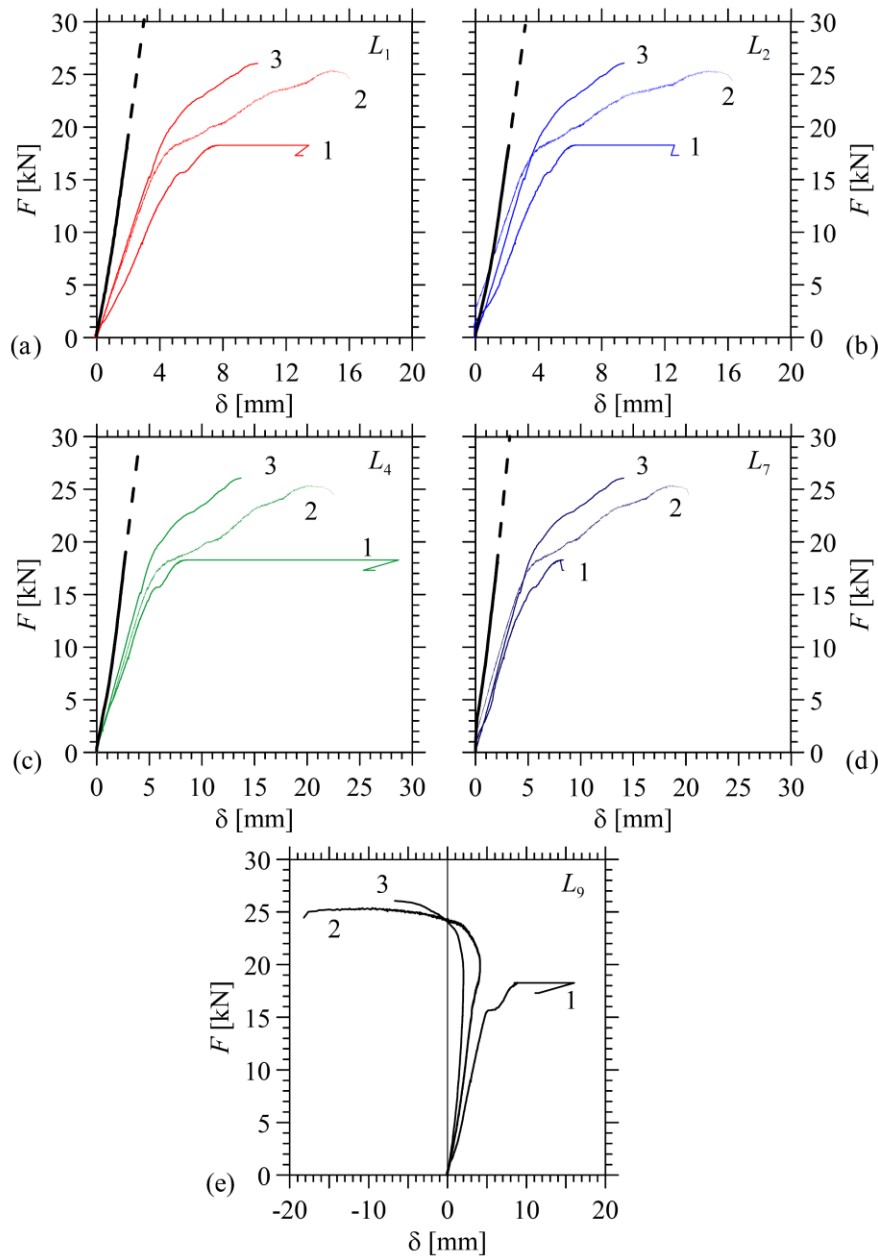 30 30
3 L1 3 L2
25 25
2 2
20 20
1 1
F [kN] 15 15 F [kN]
10 10
5 5
(a) 0 0 (b)
0 4 8 12 16 20 0 4 8 12 16 20
δ [mm] δ [mm]
30 30
3 L4 3 L7
25 25
2 2
20 20
1 1
F [kN] 15 15 F [kN]
10 10
5 5
(c) 0 0 (d)
0 5 10 15 20 25 30 0 5 10 15 20 25 30
δ [mm] δ [mm]
30
3 L9
25
2
20
1
F [kN] 15
10
5
(e) 0
-20 -10 0 10 20
δ [mm]